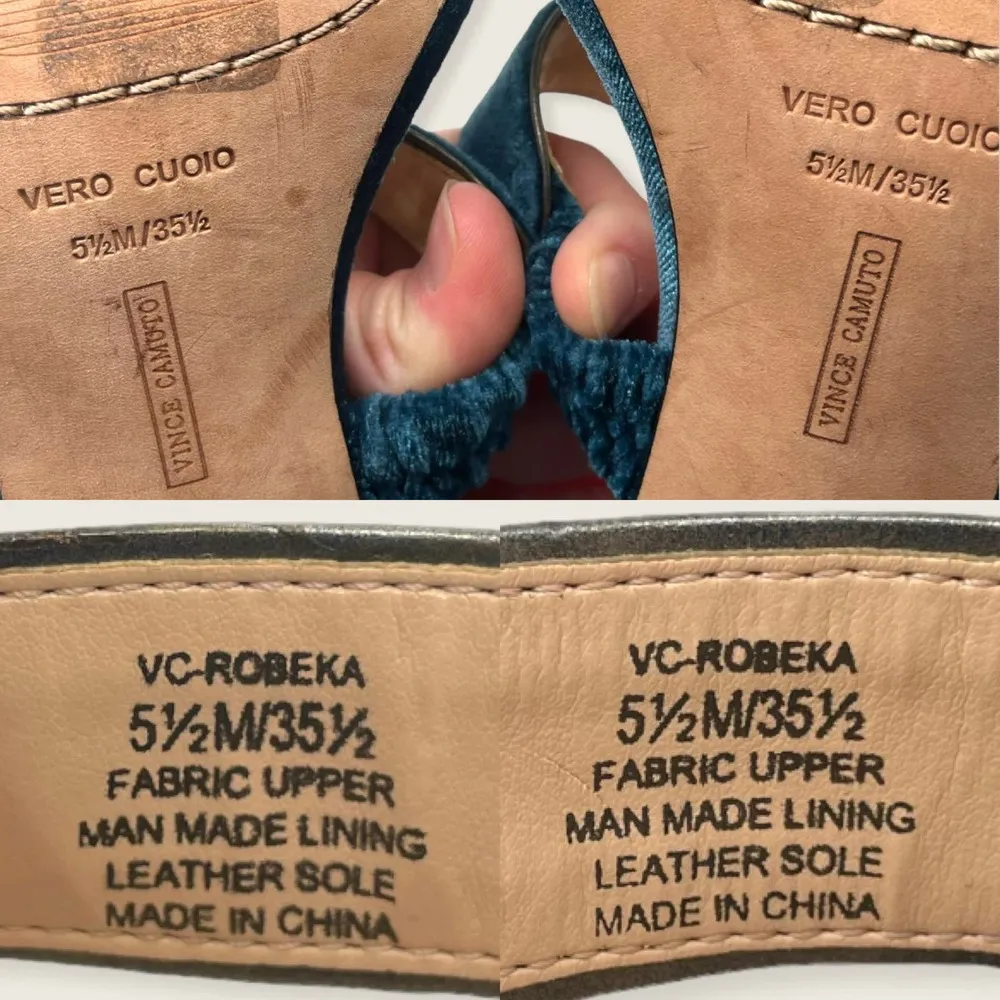 VERO CUOIO
5½M/35½
VINCE CAMUTO
VERO CUOIO
5½M/35½
VINCE CAMUTO
VC-ROBEKA
5½M/35½
FABRIC UPPER
MAN MADE LINING
LEATHER SOLE
MADE IN CHINA
VC-ROBEKA
5½M/35½
FABRIC UPPER
MAN MADE LINING
LEATHER SOLE
MADE IN CHINA